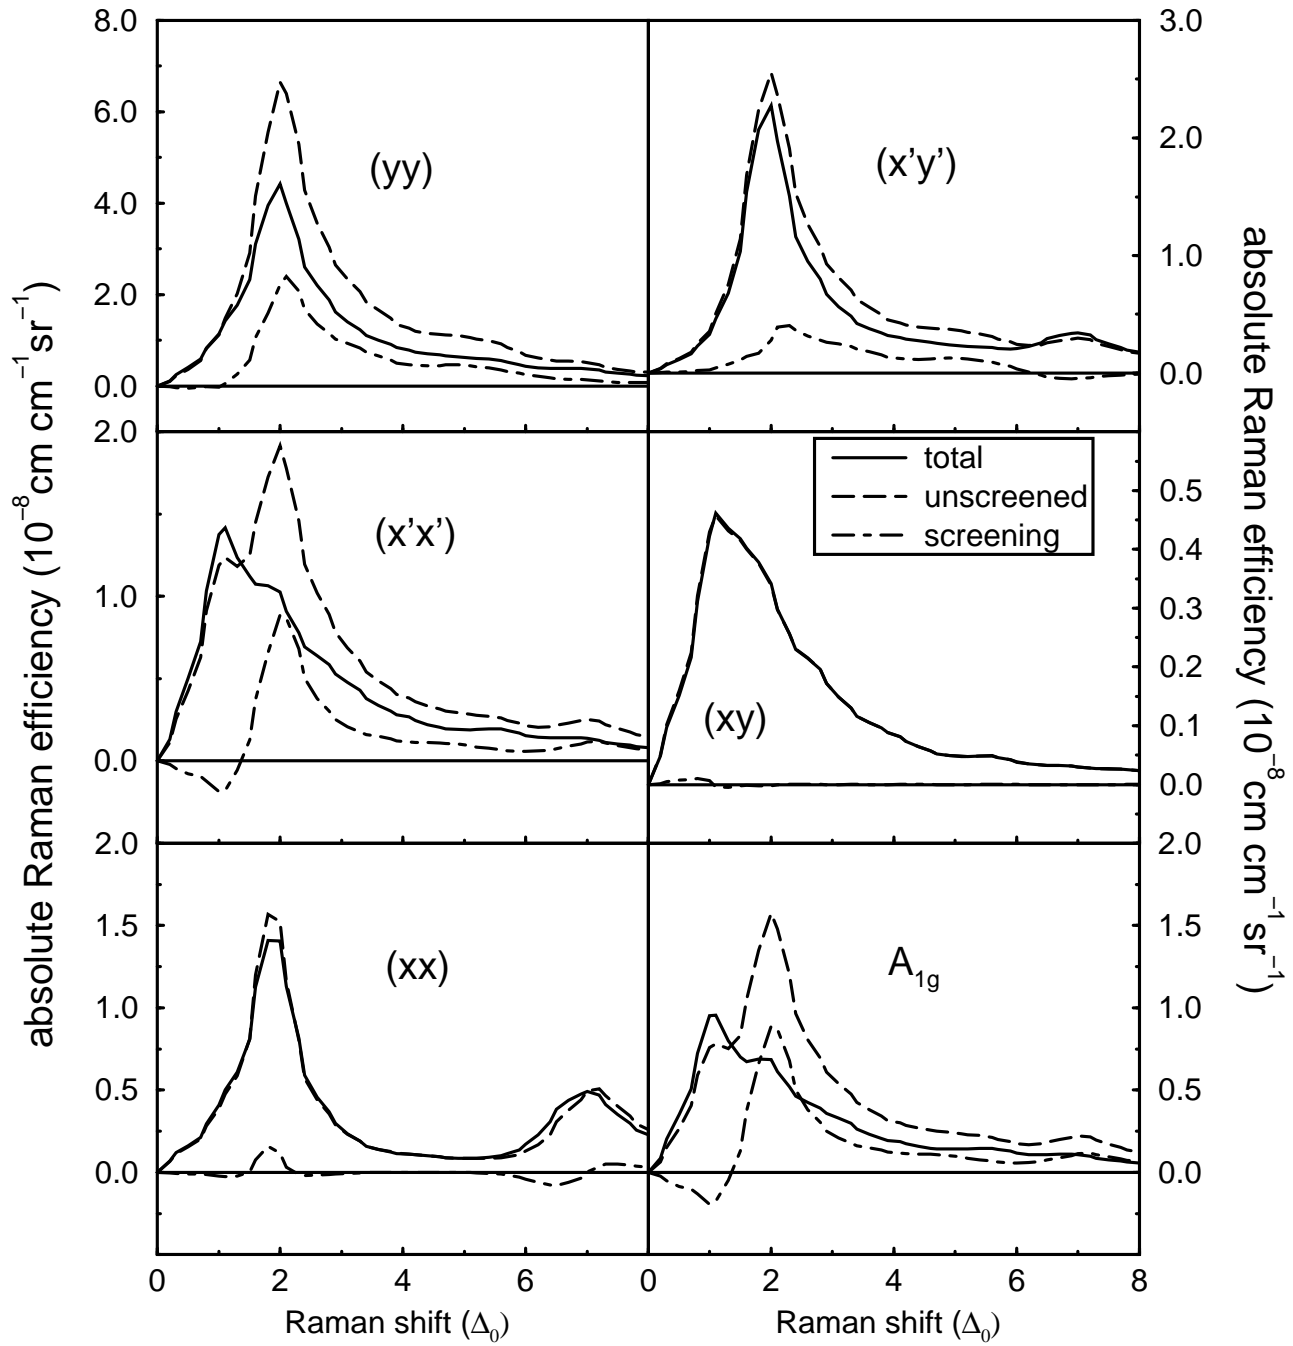 absolute Raman efficiency (10⁻⁸cm cm⁻¹sr⁻¹)
8.0
6.0
4.0
2.0
0.0
(yy)
3.0
2.0
1.0
0.0
(x'y')
2.0
1.0
0.0
(x'x')
total
unscreened
screening
0.5
0.4
0.3
0.2
0.1
0.0
(xy)
2.0
1.5
1.0
0.5
0.0
(xx)
2.0
1.5
1.0
0.5
0.0
A₁g
absolute Raman efficiency (10⁻⁸cm cm⁻¹sr⁻¹)
0 2 4 6 0 2 4 6 8
Raman shift (Δ₀)
Raman shift (Δ₀)